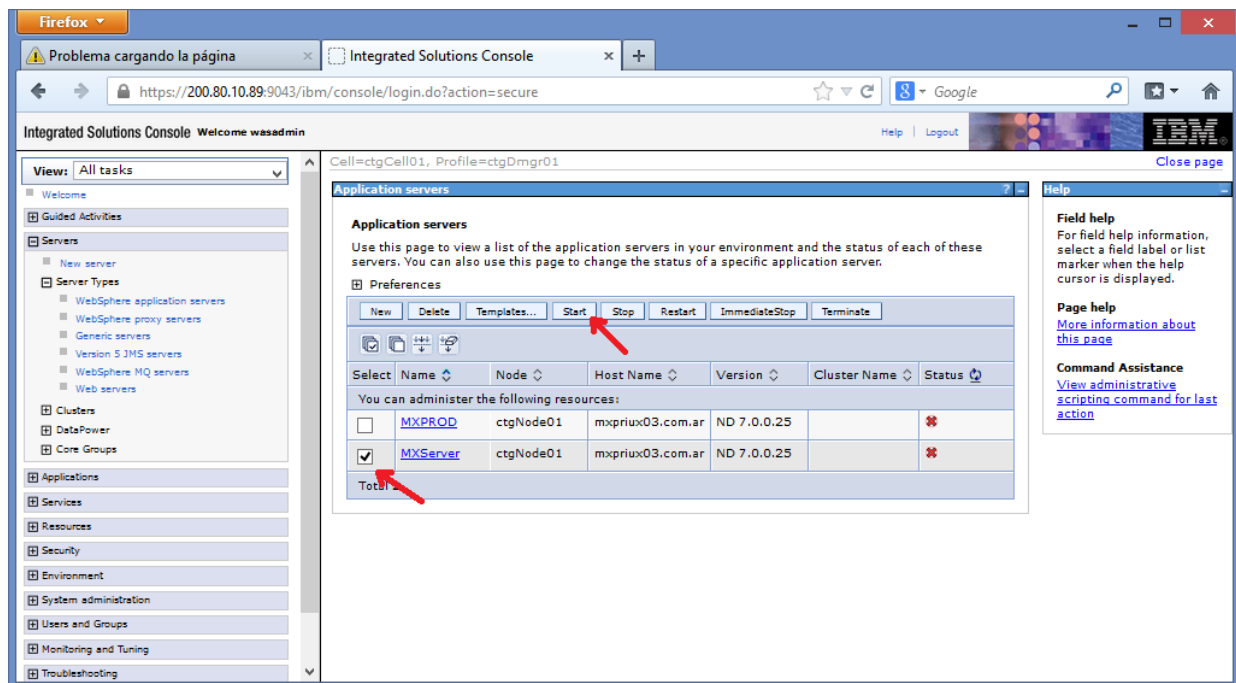 Firefox
Problema cargando la página
Integrated Solutions Console
https://200.80.10.89:9043/ibm/console/login.do?action=secure
Google
Integrated Solutions Console Welcome wasadmin
Help | Logout
IBM
View: All tasks
Welcome
Guided Activities
Servers
New server
Server Types
WebSphere application servers
WebSphere proxy servers
Generic servers
Version 5 JMS servers
WebSphere MQ servers
Web servers
Clusters
DataPower
Core Groups
Applications
Services
Resources
Security
Environment
System administration
Users and Groups
Monitoring and Tuning
Troubleshooting
Cell=ctgCell01, Profile=ctgDmgr01
Close page
Application servers
Application servers
Use this page to view a list of the application servers in your environment and the status of each of these
servers. You can also use this page to change the status of a specific application server.
Preferences
New Delete Templates... Start Stop Restart ImmediateStop Terminate
Select Name Node Host Name Version Cluster Name Status
You can administer the following resources:
MXPROD ctgNode01 mxpriux03.com.ar ND 7.0.0.25
MXServer ctgNode01 mxpriux03.com.ar ND 7.0.0.25
Total
Help
Field help
For field help information,
select a field label or list
marker when the help
cursor is displayed.
Page help
More information about
this page
Command Assistance
View administrative
scripting command for last
action